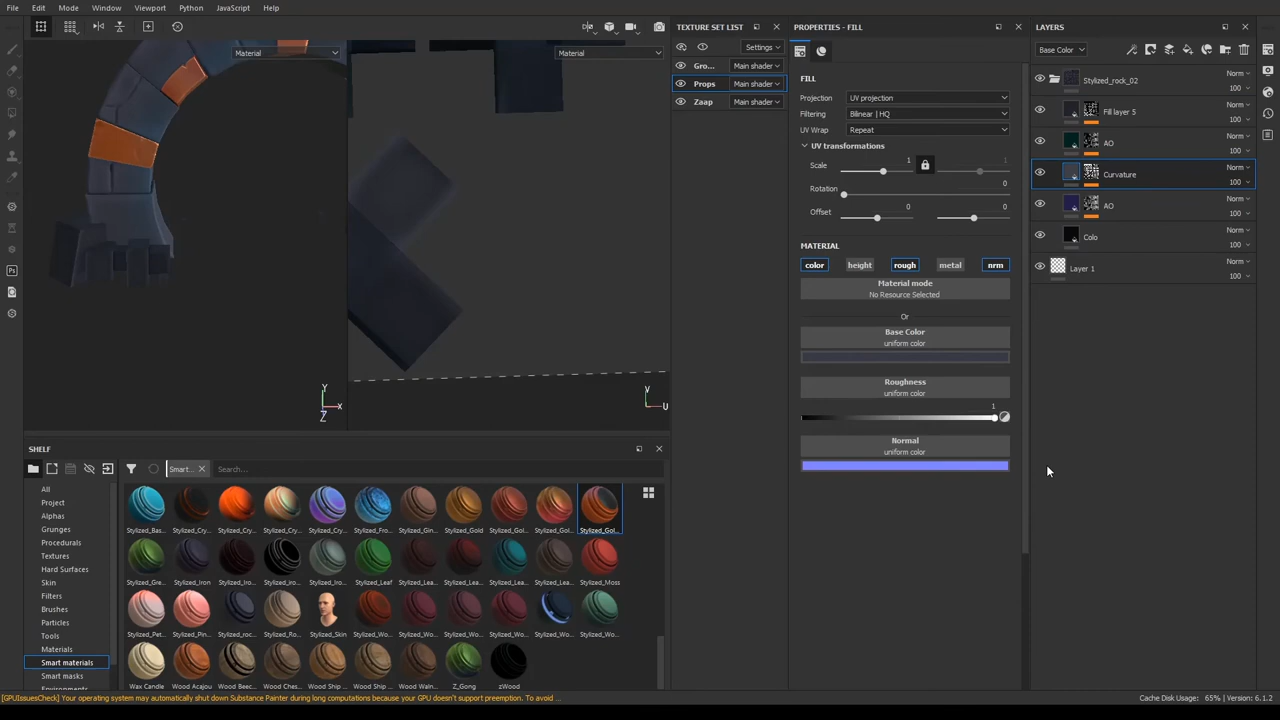 File Edit Mode Window Viewport Python JavaScript Help
Material
Material
Y
X
Z
V
U
TEXTURE SET LIST
Settings
Gro... Main shader
Props Main shader
Zaap Main shader
PROPERTIES - FILL
FILL
Projection UV projection
Filtering Bilinear | HQ
UV Wrap Repeat
UV transformations
Scale 1 1
Rotation 0
Offset 0 0
MATERIAL
color height rough metal nrm
Material mode
No Resource Selected
Or
Base Color
uniform color
Roughness
uniform color
1
Normal
uniform color
LAYERS
Base Color
Stylized_rock_02 Norm
100
Fill layer 5 Norm
100
AO Norm
100
Curvature Norm
100
AO Norm
100
Colo Norm
100
Layer 1 Norm
100
SHELF
Smart... Search...
All
Project
Alphas
Grunges
Procedurals
Textures
Hard Surfaces
Skin
Filters
Brushes
Particles
Tools
Materials
Smart materials
Smart masks
Stylized_Bas... Stylized_Cry... Stylized_Cry... Stylized_Cry... Stylized_Cry... Stylized_Fro... Stylized_Gin... Stylized_Gold Stylized_Gol... Stylized_Gol... Stylized_Gol...
Stylized_Gre... Stylized_Iron Stylized_Iro... Stylized_iro... Stylized_Iro... Stylized_Leaf Stylized_Lea... Stylized_Lea... Stylized_Lea... Stylized_Lea... Stylized_Moss
Stylized_Pet... Stylized_Pin... Stylized_roc... Stylized_Ro... Stylized_Skin Stylized_Wo... Stylized_Wo... Stylized_Wo... Stylized_Wo... Stylized_Wo... Stylized_Wo...
Wax Candle Wood Acajou Wood Beec... Wood Ches... Wood Ship ... Wood Ship ... Wood Waln... Z_Gong zWood
[GPUIssuesCheck] Your operating system may automatically shut down Substance Painter during long computations because your GPU doesn't support preemption. To avoid ...
Cache Disk Usage: 65% | Version: 6.1.2